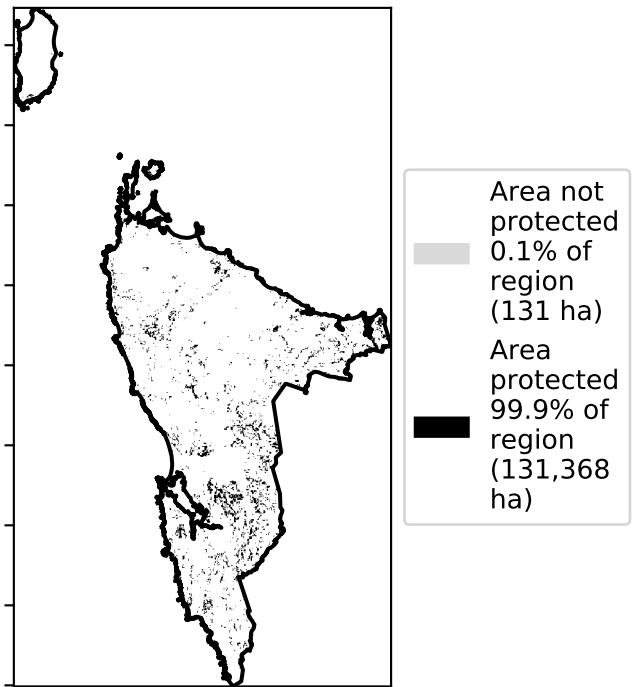 Area not
protected
0.1% of
region
(131 ha)
Area
protected
99.9% of
region
(131,368
ha)